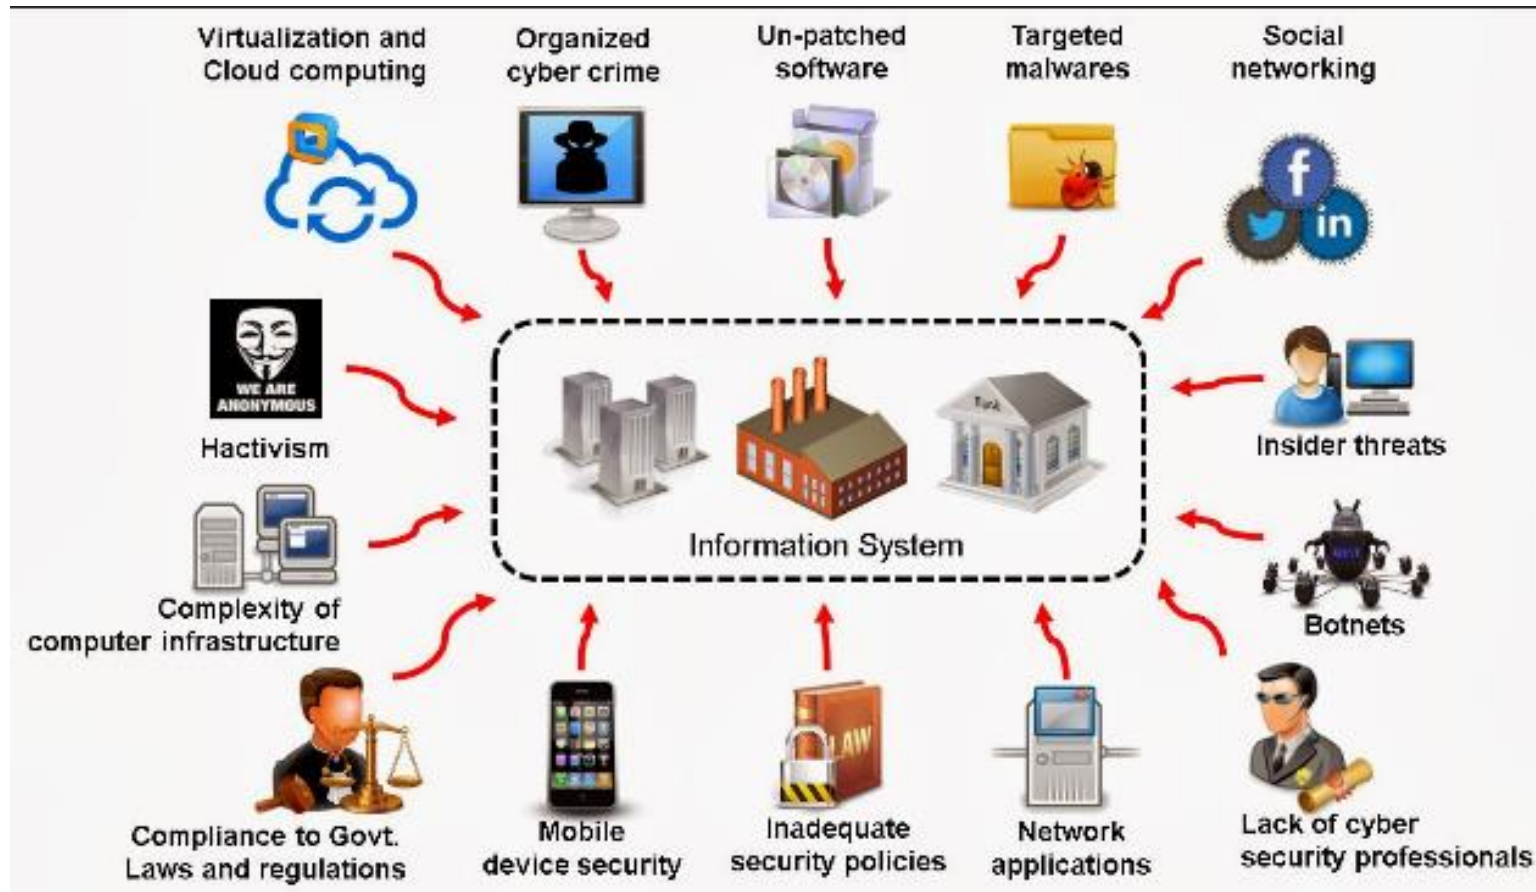 Virtualization and
Cloud computing
Organized
cyber crime
Un-patched
software
Targeted
malwares
Social
networking
f
in
WE ARE
ANONYMOUS
Hactivism
Insider threats
Information System
Complexity of
computer infrastructure
Botnets
LAW
Compliance to Govt.
Laws and regulations
Mobile
device security
Inadequate
security policies
Network
applications
Lack of cyber
security professionals